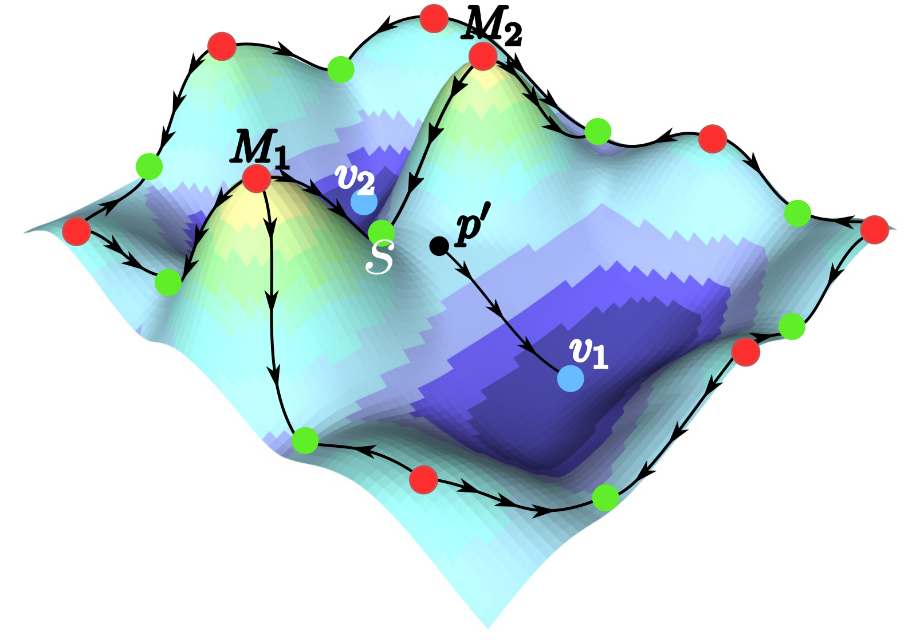 M₂
M₁
v₂
p′
S
v₁